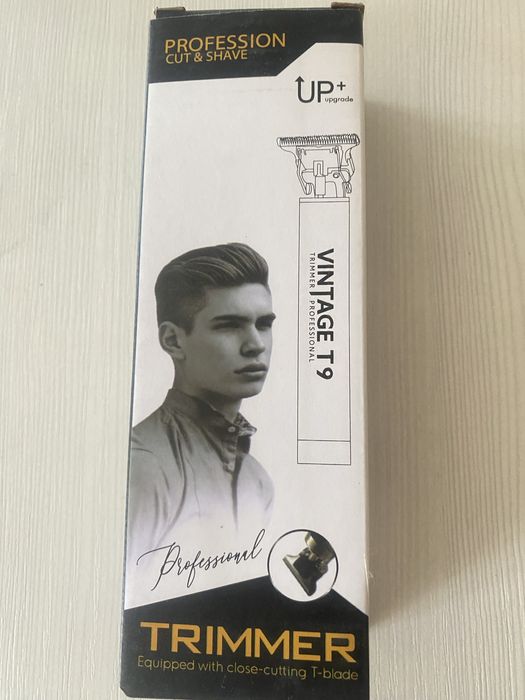 PROFESSION
CUT & SHAVE
UP+
upgrade
VINTAGE T9
TRIMMER PROFESSIONAL
Professional
TRIMMER
Equipped with close-cutting T-blade